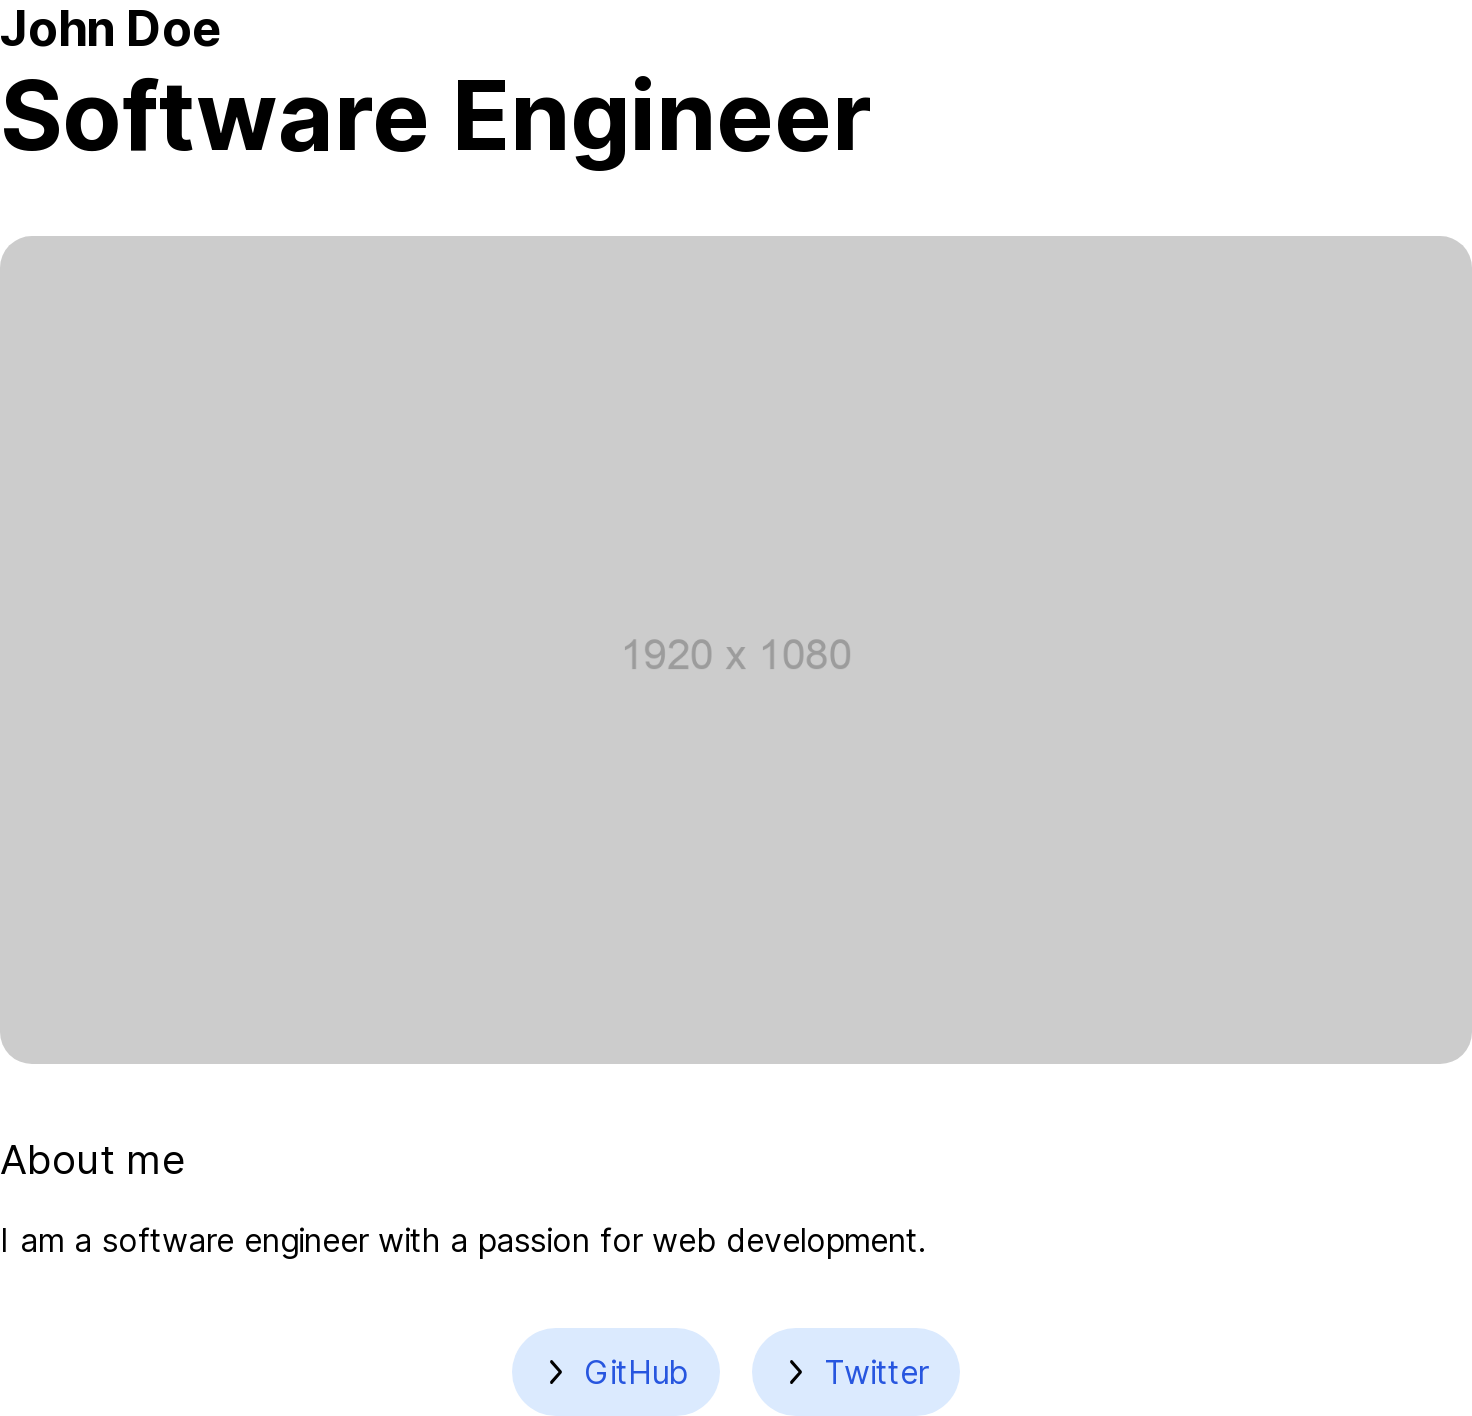 John Doe
Software Engineer
1920 x 1080
About me
I am a software engineer with a passion for web development.
GitHub
Twitter